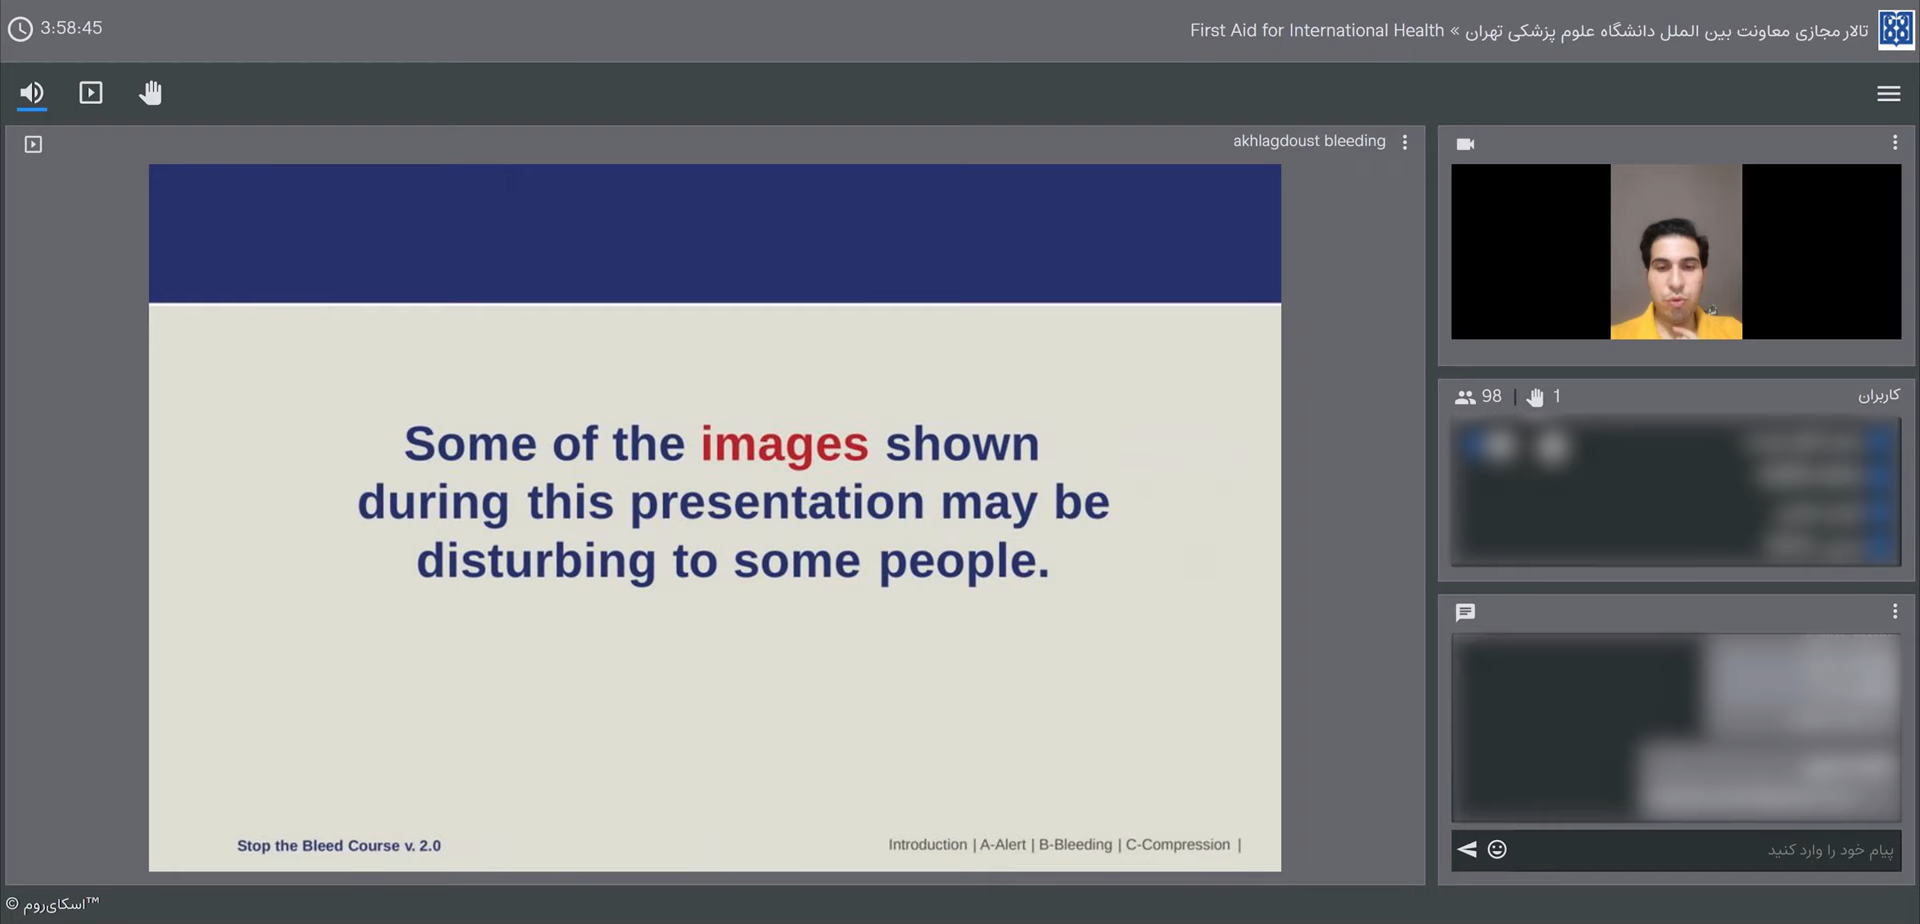 3:58:45
تالار مجازی معاونت بین الملل دانشگاه علوم پزشکی تهران » First Aid for International Health
akhlagdoust bleeding
Some of the images shown
during this presentation may be
disturbing to some people.
Stop the Bleed Course v. 2.0
Introduction | A-Alert | B-Bleeding | C-Compression |
98 | 1
کاربران
پیام خود را وارد کنید
© اسکای‌روم™